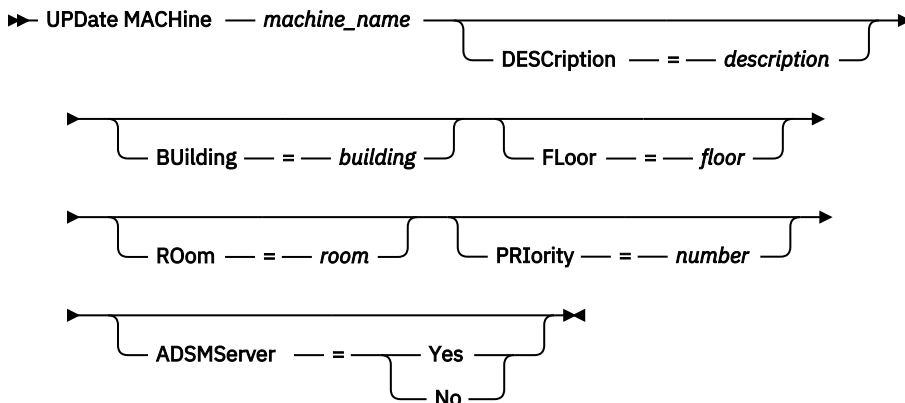 UPDate MACHine machine_name
DESCription = description
BUilding = building FLoor = floor
ROom = room PRIority = number
ADSMServer = Yes
No